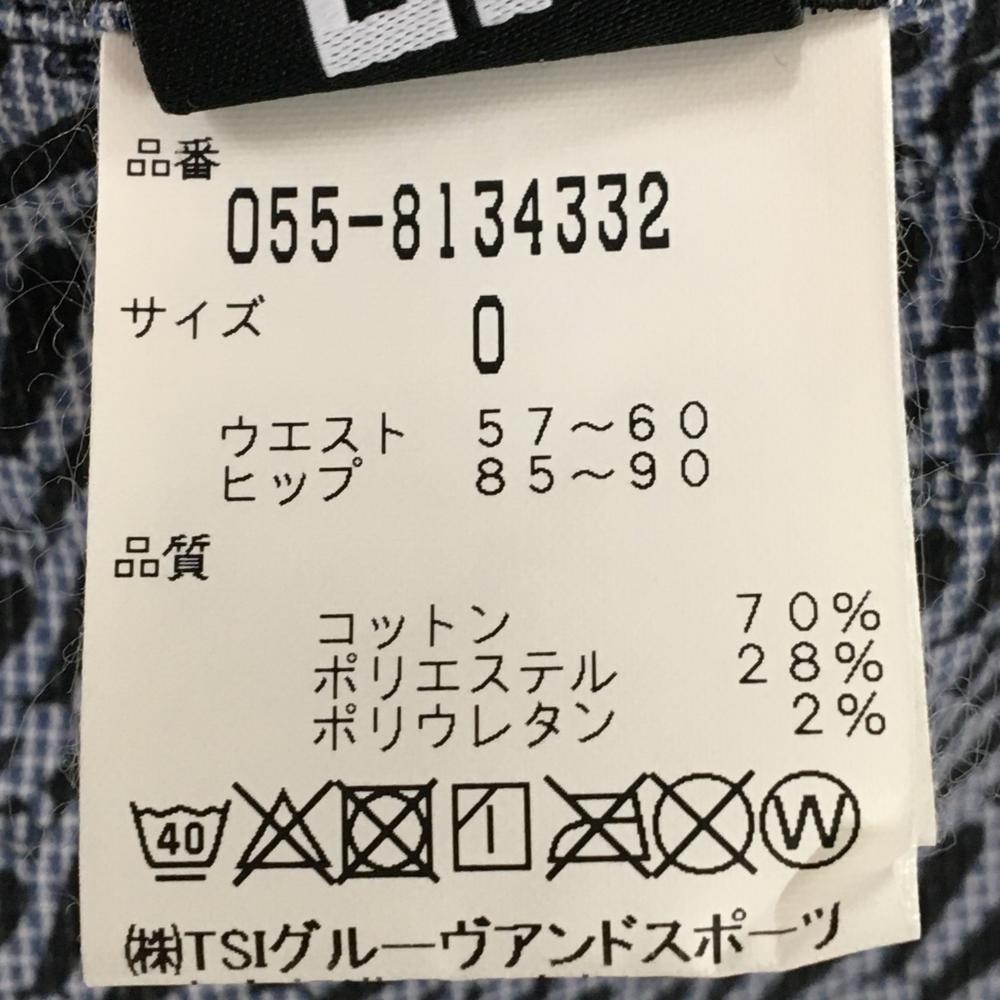 品番
055-8134332
サイズ 0
ウエスト 57～60
ヒップ 85～90
品質
コットン 70%
ポリエステル 28%
ポリウレタン 2%
40 W
㈱TSIグルーヴアンドスポーツ